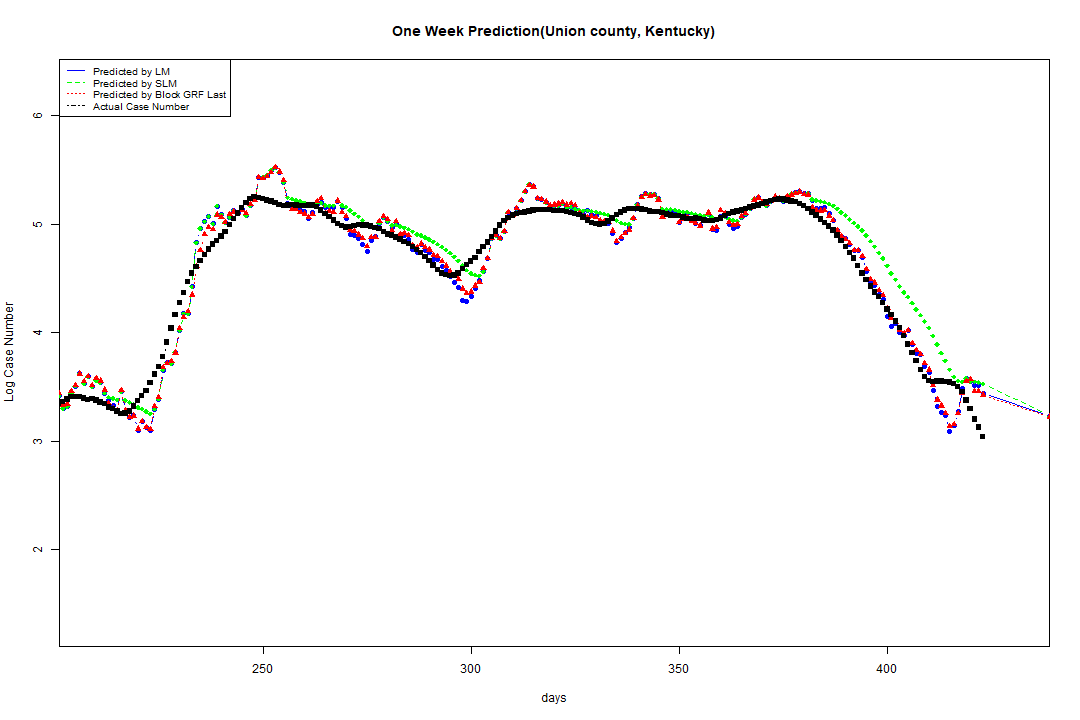 One Week Prediction(Union county, Kentucky)
Predicted by LM
Predicted by SLM
Predicted by Block GRF Last
Actual Case Number
6
5
4
3
2
Log Case Number
250 300 350 400
days